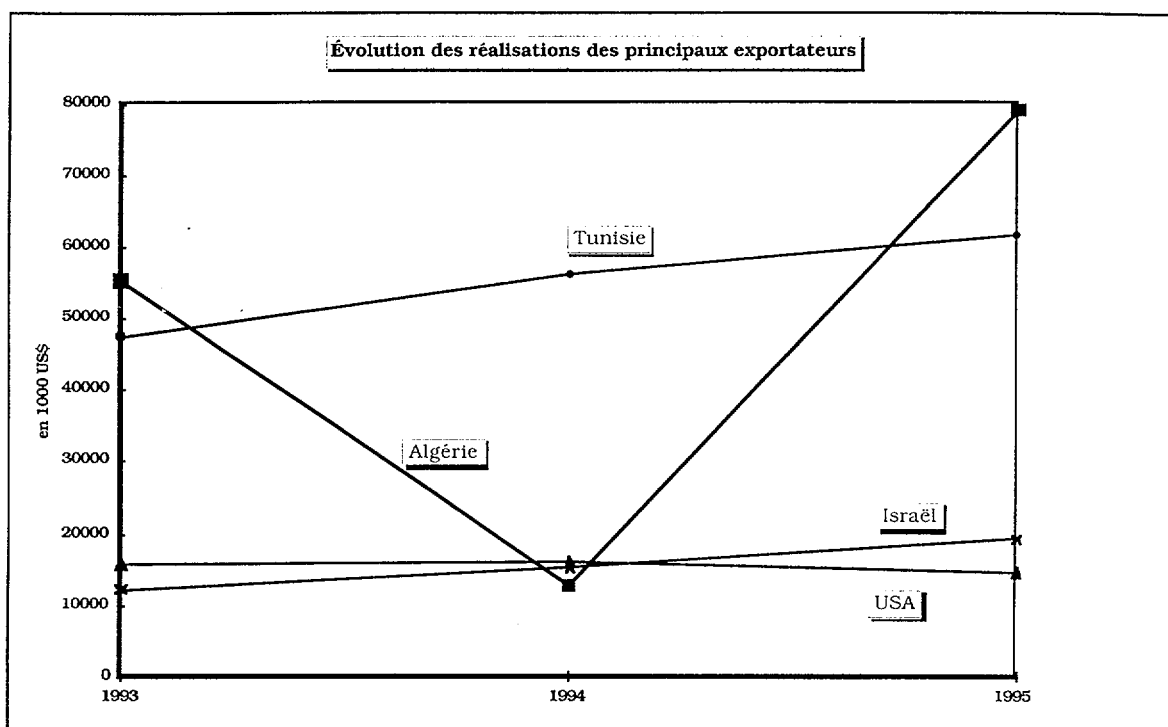 Évolution des réalisations des principaux exportateurs
80000
70000
60000
50000
40000
30000
20000
10000
0
en 1000 US$
Tunisie
Algérie
Israël
USA
1993
1994
1995